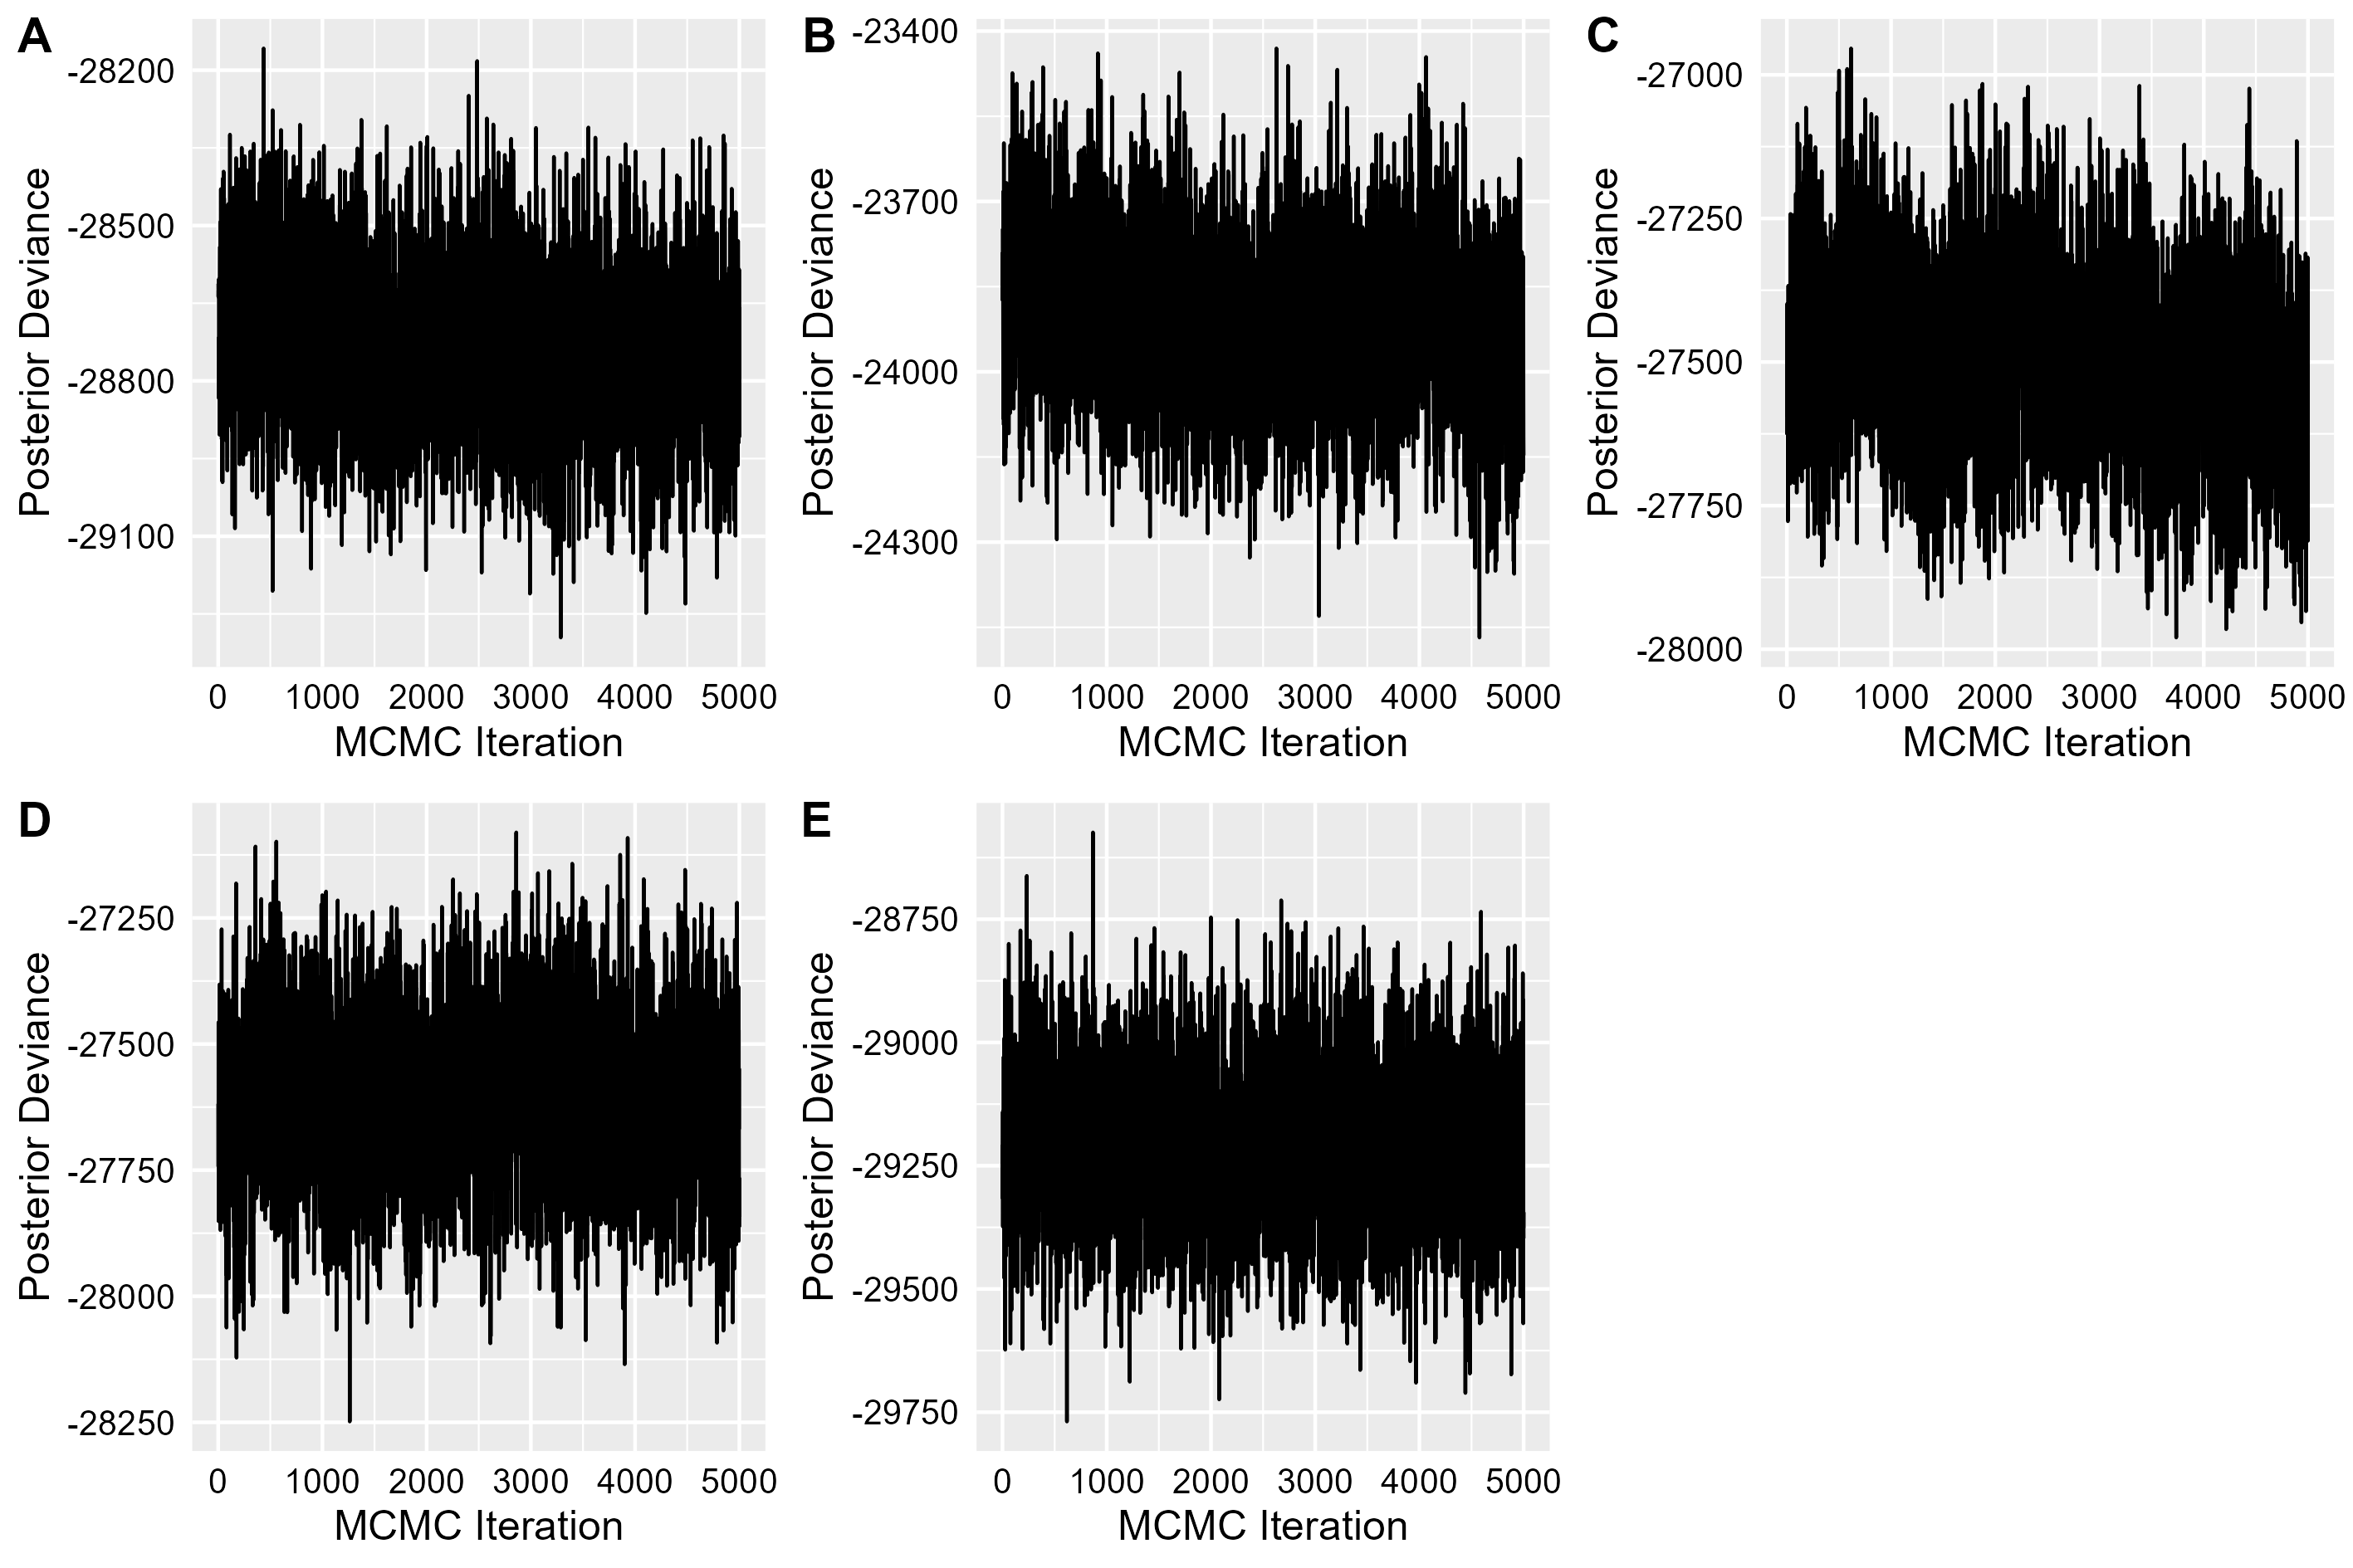 A
Posterior Deviance
-28200
-28500
-28800
-29100
0 1000 2000 3000 4000 5000
MCMC Iteration
B
Posterior Deviance
-23400
-23700
-24000
-24300
0 1000 2000 3000 4000 5000
MCMC Iteration
C
Posterior Deviance
-27000
-27250
-27500
-27750
-28000
0 1000 2000 3000 4000 5000
MCMC Iteration
D
Posterior Deviance
-27250
-27500
-27750
-28000
-28250
0 1000 2000 3000 4000 5000
MCMC Iteration
E
Posterior Deviance
-28750
-29000
-29250
-29500
-29750
0 1000 2000 3000 4000 5000
MCMC Iteration